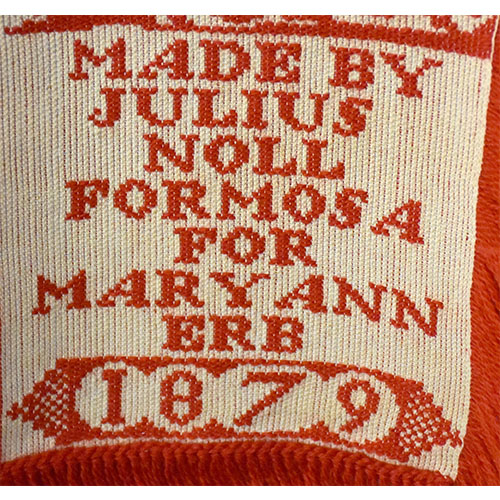 MADE BY
JULIUS
NOLL
FORMOSA
FOR
MARY ANN
ERB
1879